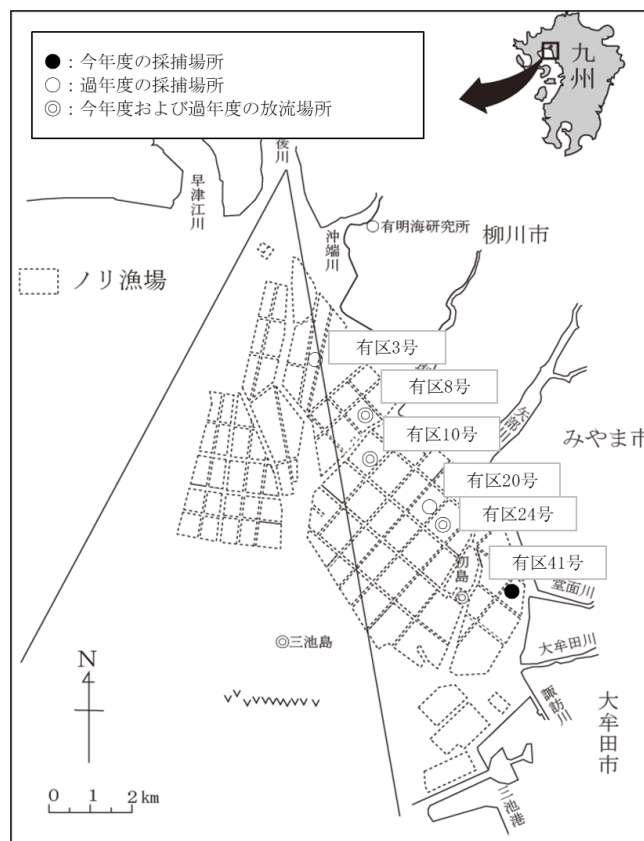 ●：今年度の採捕場所
○：過年度の採捕場所
◎：今年度および過年度の放流場所
九州
後川
早津江川
沖端川
○有明海研究所
柳川市
ノリ漁場
有区3号
有区8号
有区10号
矢部
みやま市
有区20号
有区24号
初島
有区41号
堂面川
◎三池島
大牟田川
N
諏訪川
大牟田市
0 1 2km
三池港